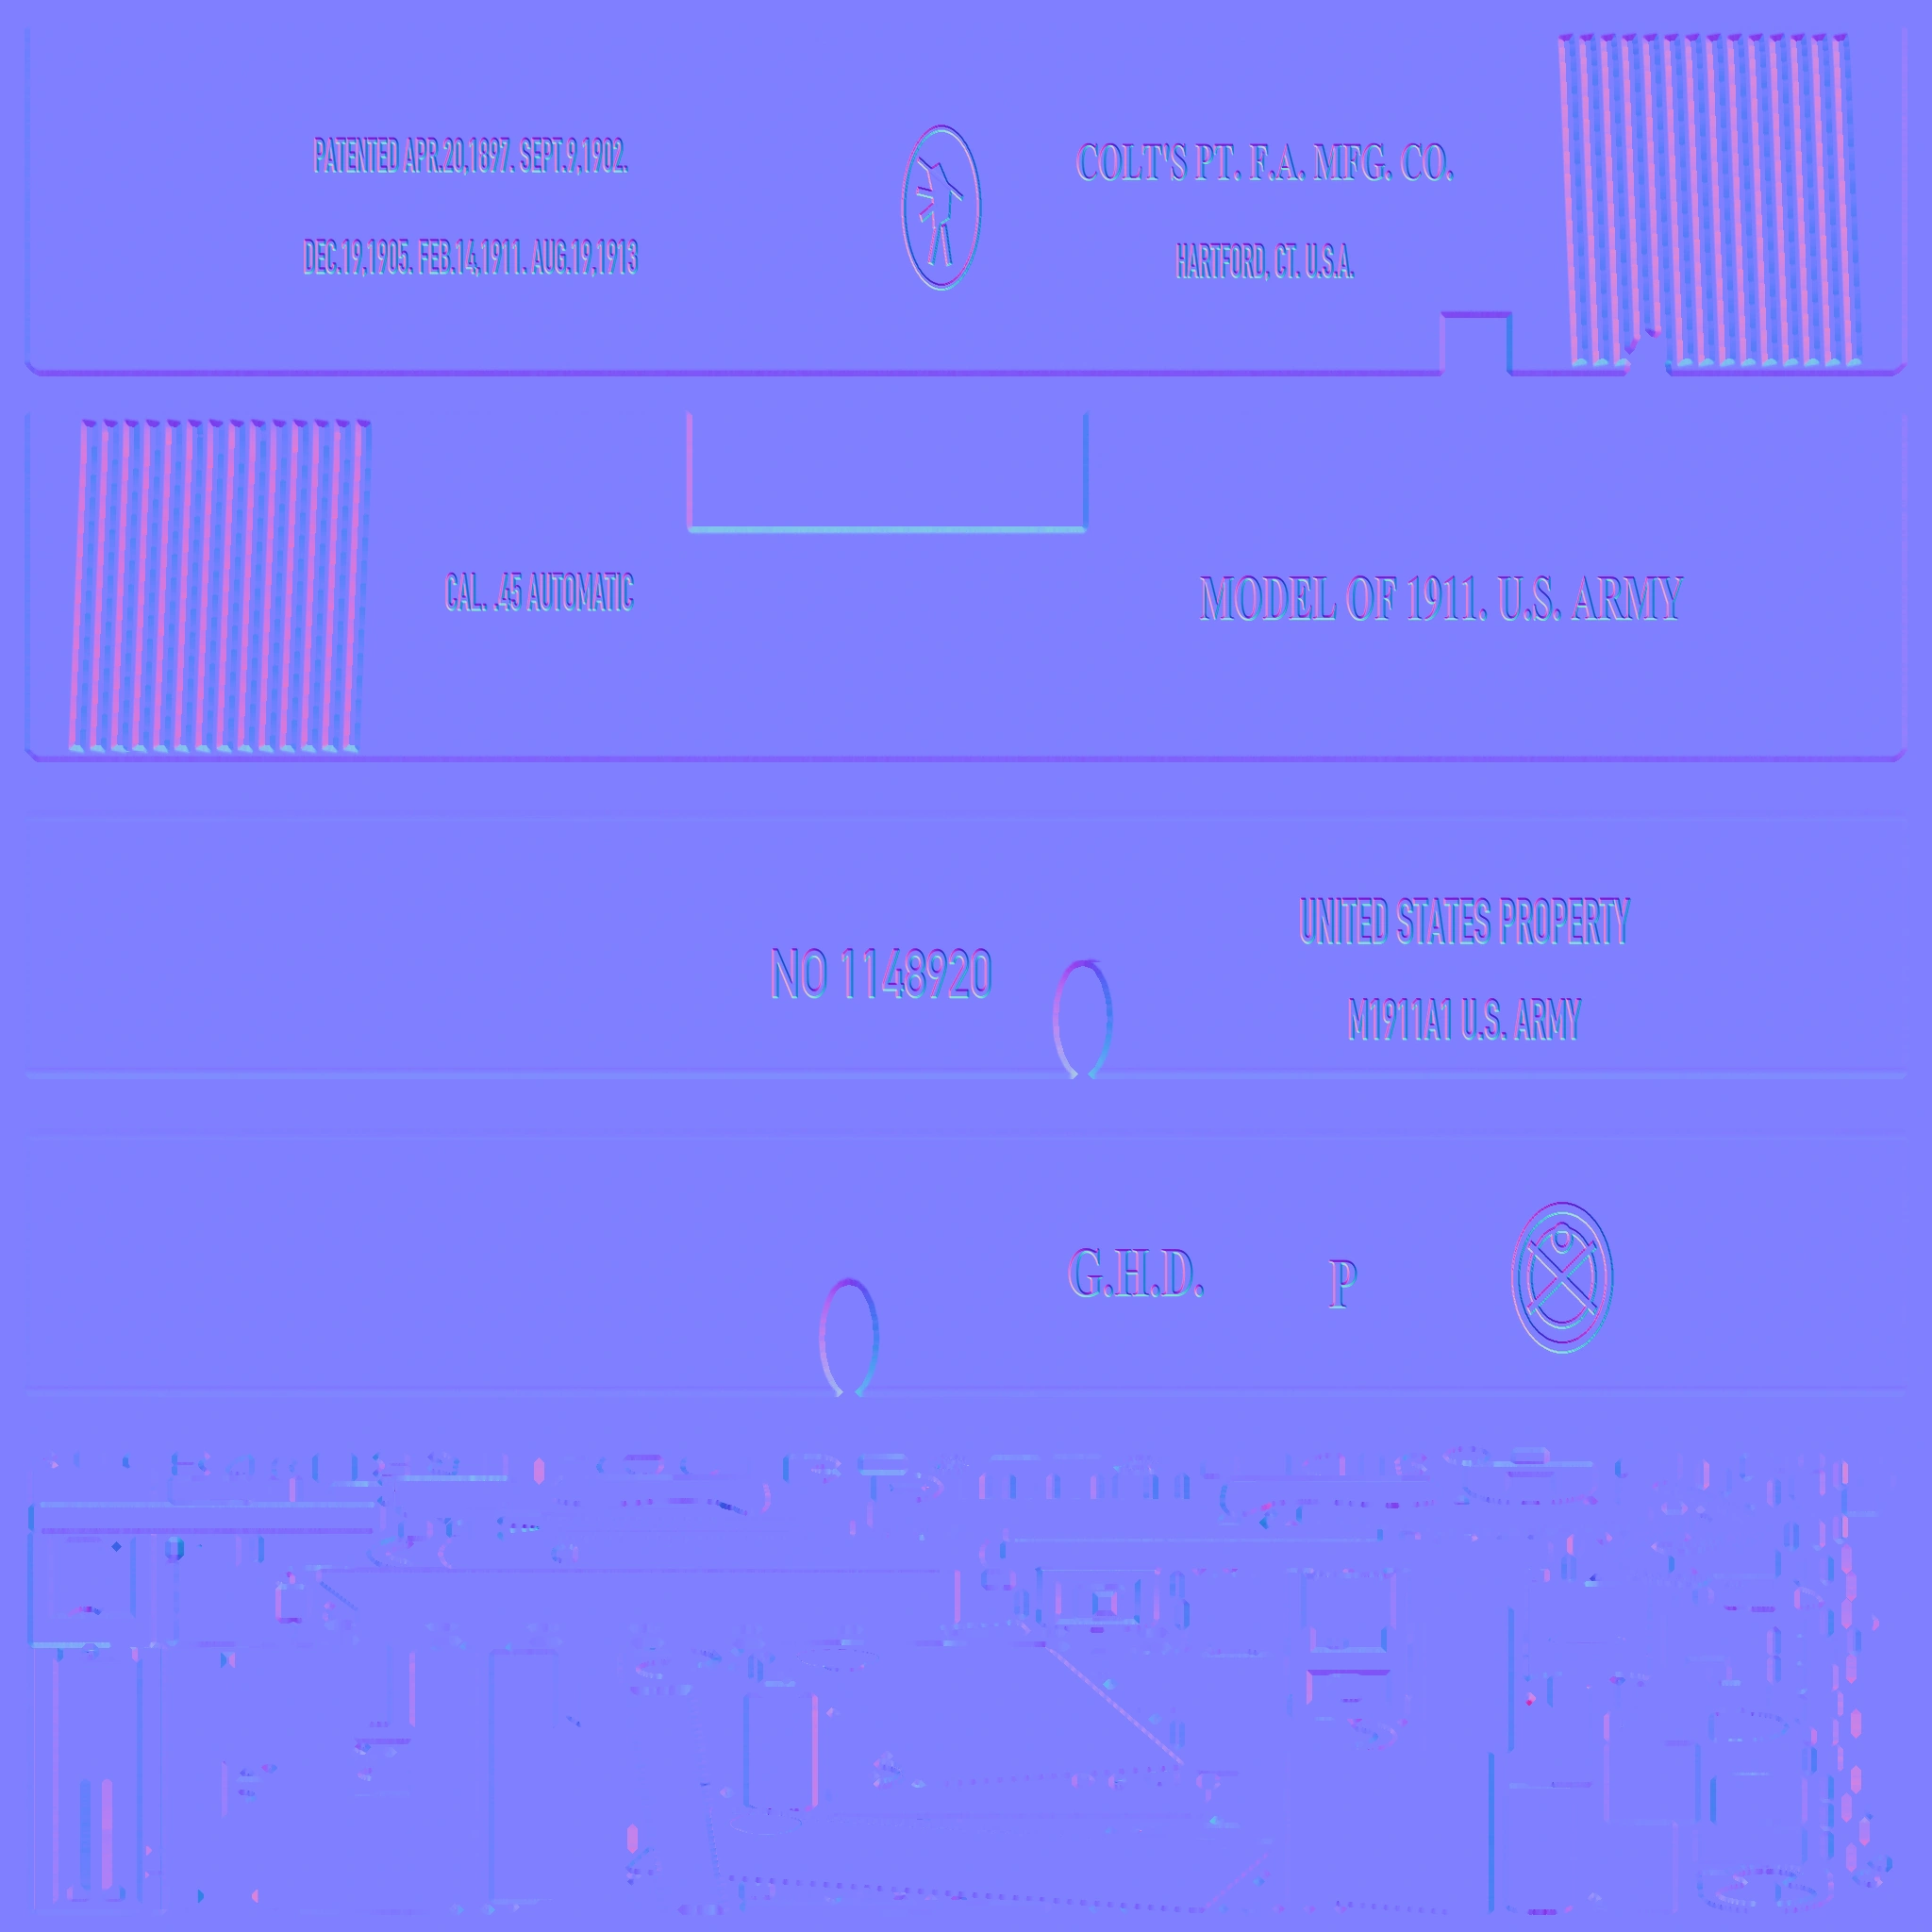 PATENTED APR.20,1897. SEPT.9,1902.
DEC.19,1905. FEB.14,1911. AUG.19,1913
COLT'S PT. F.A. MFG. CO.
HARTFORD, CT. U.S.A.
CAL. .45 AUTOMATIC
MODEL OF 1911. U.S. ARMY
NO 1148920
UNITED STATES PROPERTY
M1911A1 U.S. ARMY
G.H.D.
P